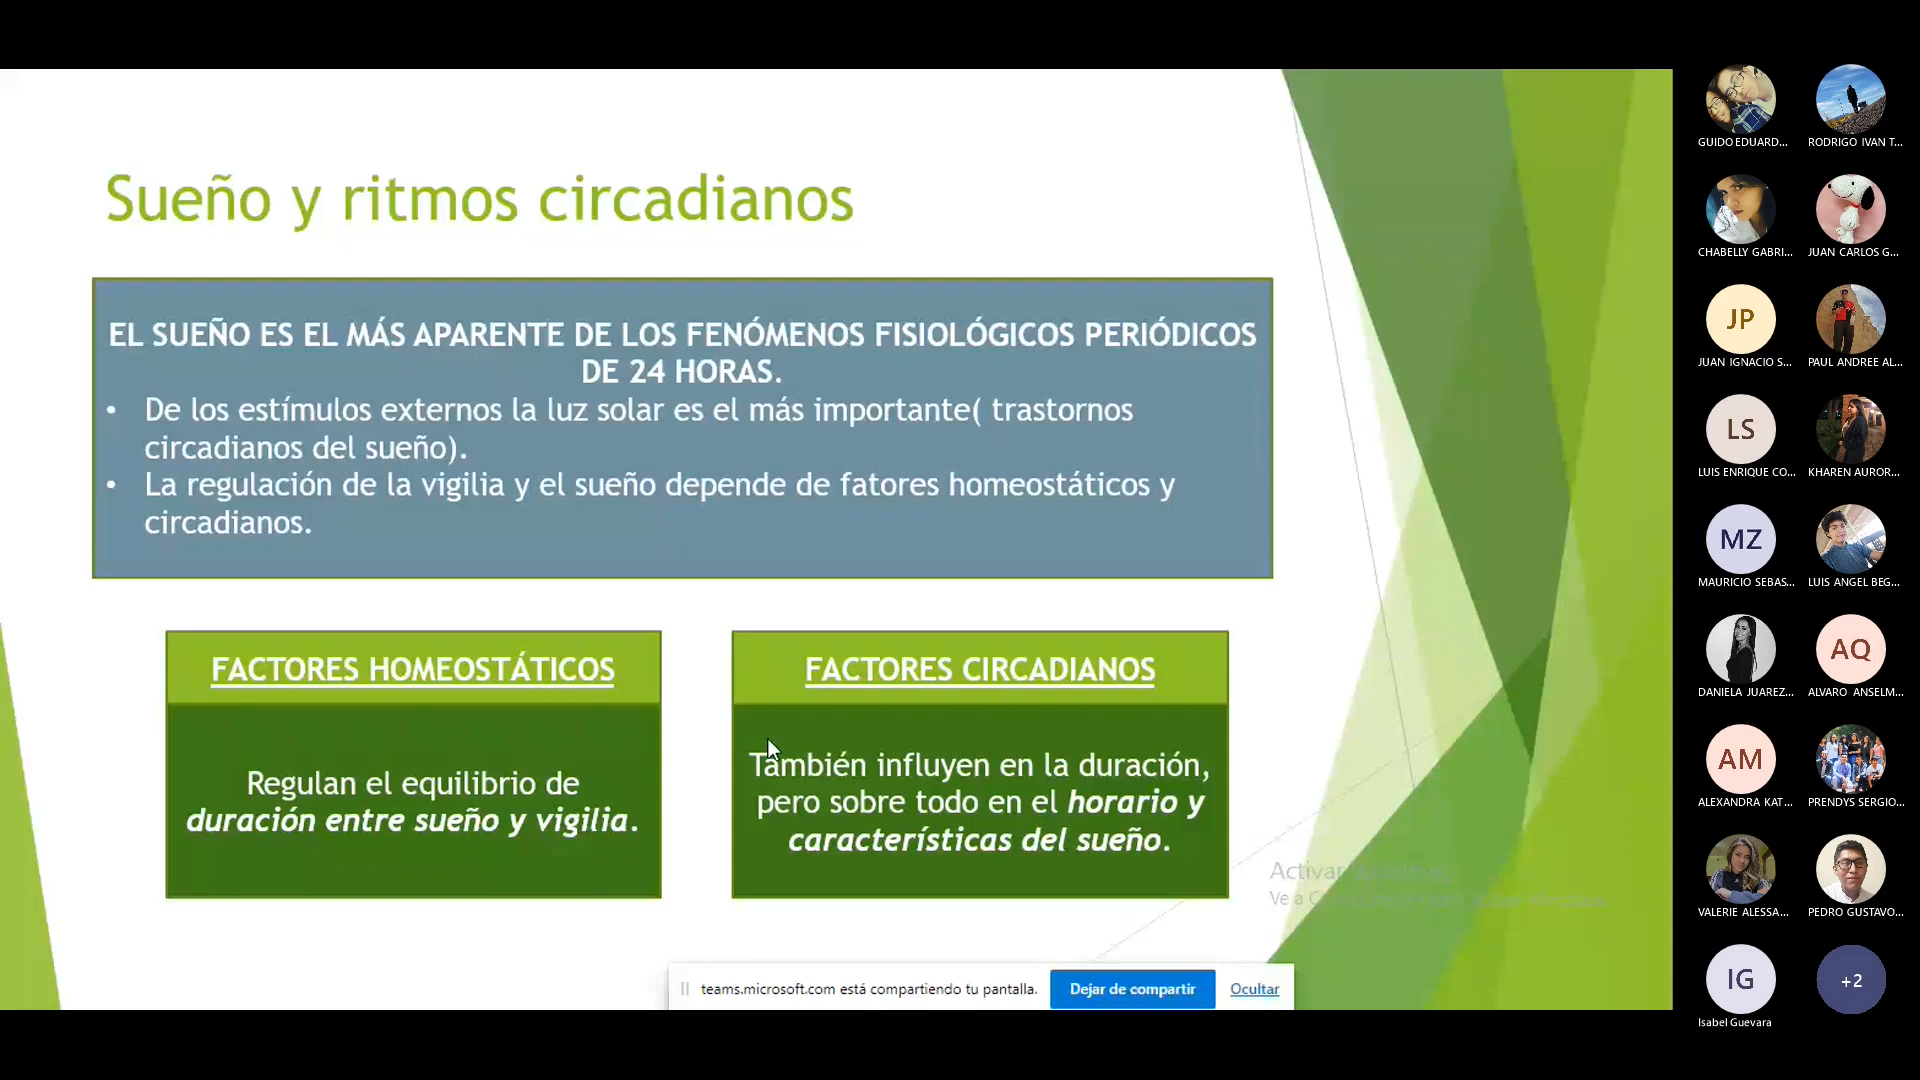 Sueño y ritmos circadianos
EL SUEÑO ES EL MÁS APARENTE DE LOS FENÓMENOS FISIOLÓGICOS PERIÓDICOS
DE 24 HORAS.
• De los estímulos externos la luz solar es el más importante( trastornos
circadianos del sueño).
• La regulación de la vigilia y el sueño depende de fatores homeostáticos y
circadianos.
FACTORES HOMEOSTÁTICOS
Regulan el equilibrio de
duración entre sueño y vigilia.
FACTORES CIRCADIANOS
También influyen en la duración,
pero sobre todo en el horario y
características del sueño.
Activar
Ve a
teams.microsoft.com está compartiendo tu pantalla.
Dejar de compartir
Ocultar
GUIDO EDUARD...
RODRIGO IVAN T...
CHABELLY GABRI...
JUAN CARLOS G...
JP
JUAN IGNACIO S...
PAUL ANDREE AL...
LS
LUIS ENRIQUE CO...
KHAREN AUROR...
MZ
MAURICIO SEBAS...
LUIS ANGEL BEG...
DANIELA JUAREZ...
AQ
ALVARO ANSELM...
AM
ALEXANDRA KAT...
PRENDYS SERGIO...
VALERIE ALESSA...
PEDRO GUSTAVO...
IG
Isabel Guevara
+2